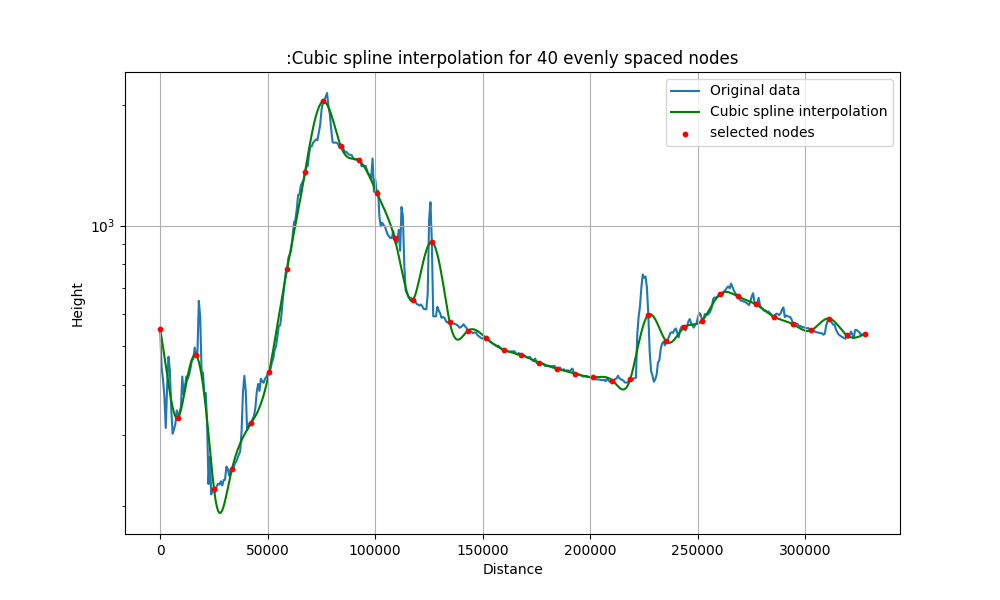 :Cubic spline interpolation for 40 evenly spaced nodes
Original data
Cubic spline interpolation
selected nodes
10³
Height
0 50000 100000 150000 200000 250000 300000
Distance